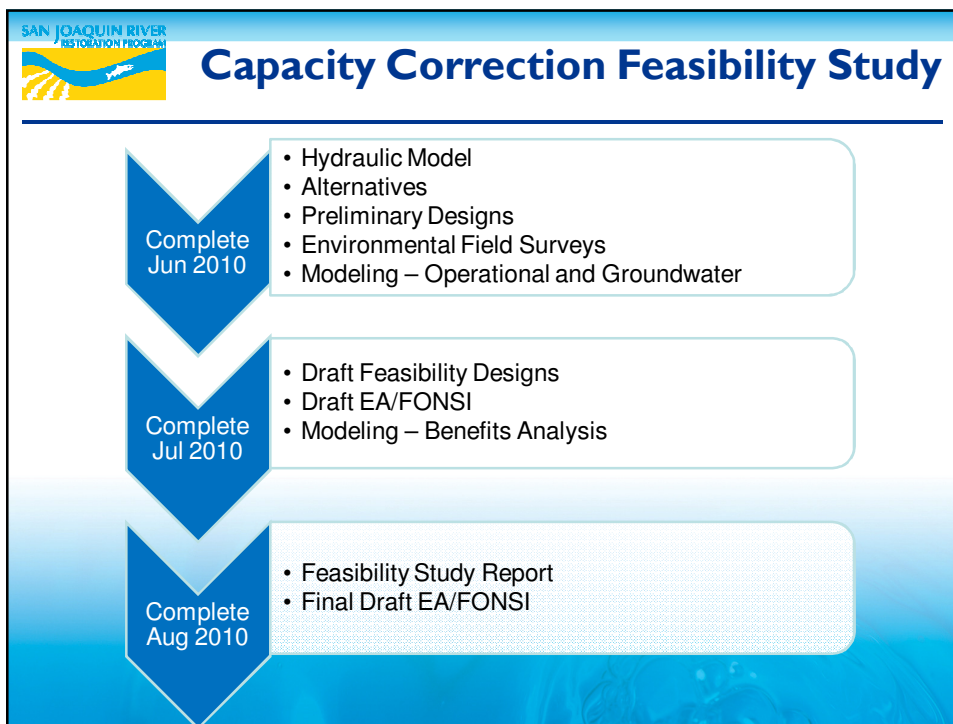 SAN JOAQUIN RIVER
RESTORATION PROGRAM
Capacity Correction Feasibility Study
Complete
Jun 2010
• Hydraulic Model
• Alternatives
• Preliminary Designs
• Environmental Field Surveys
• Modeling – Operational and Groundwater
Complete
Jul 2010
• Draft Feasibility Designs
• Draft EA/FONSI
• Modeling – Benefits Analysis
Complete
Aug 2010
• Feasibility Study Report
• Final Draft EA/FONSI